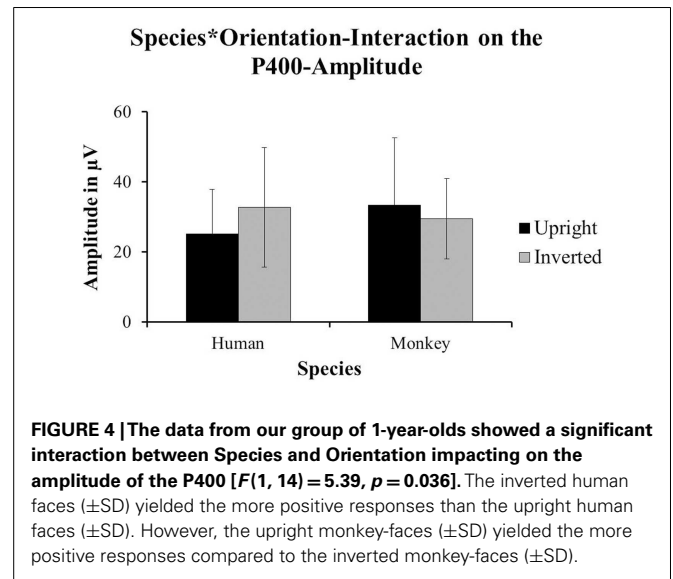 Species*Orientation-Interaction on the
P400-Amplitude
60
40
20
0
Amplitude in µV
Human
Monkey
Species
Upright
Inverted
FIGURE 4 | The data from our group of 1-year-olds showed a significant
interaction between Species and Orientation impacting on the
amplitude of the P400 [F(1, 14) = 5.39, p = 0.036]. The inverted human
faces (±SD) yielded the more positive responses than the upright human
faces (±SD). However, the upright monkey-faces (±SD) yielded the more
positive responses compared to the inverted monkey-faces (±SD).